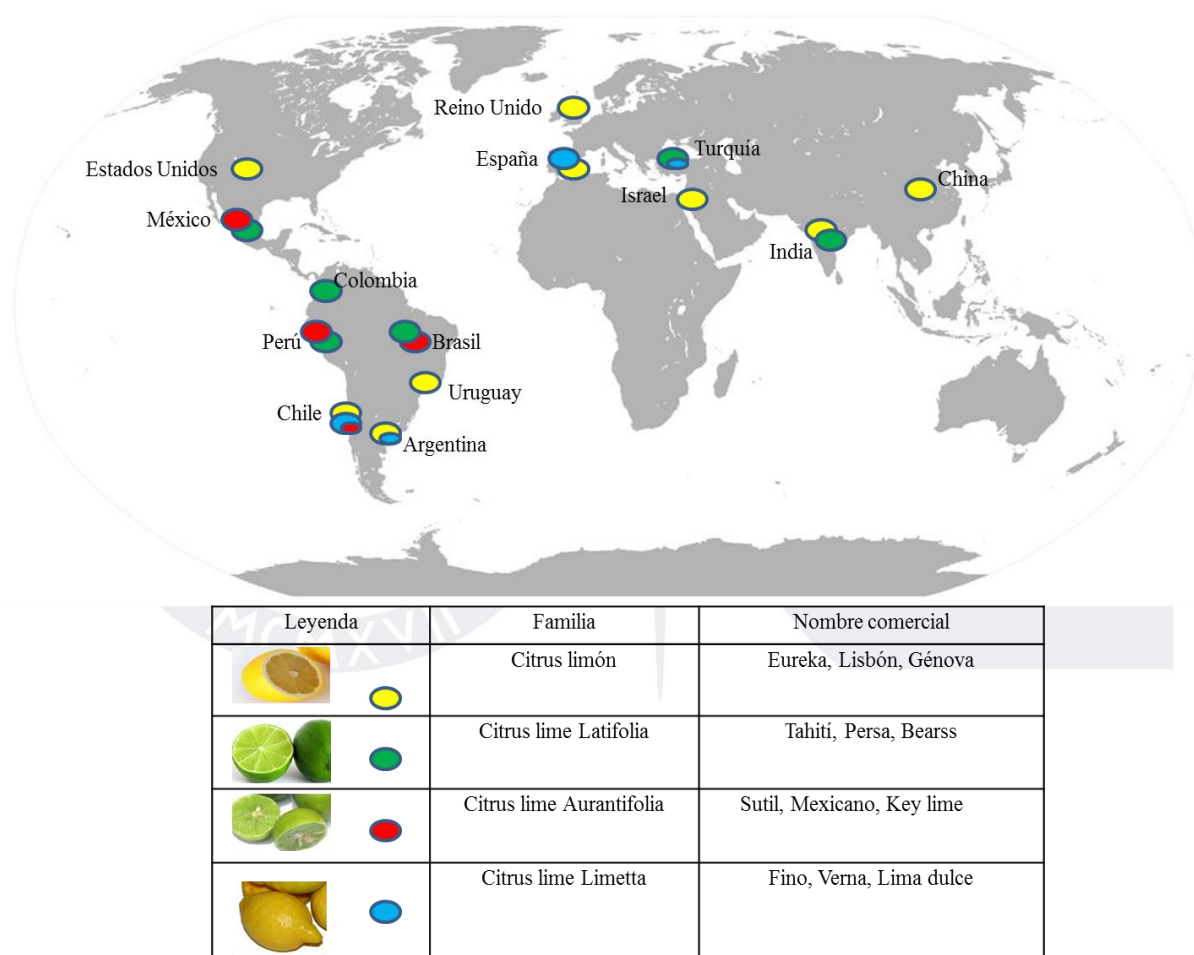 Reino Unido
España
Turquía
Estados Unidos
China
Israel
México
India
Colombia
Perú
Brasil
Uruguay
Chile
Argentina
Leyenda Familia Nombre comercial
MCMXVII
Citrus limón Eureka, Lisbón, Génova
Citrus lime Latifolia Tahití, Persa, Bearss
Citrus lime Aurantifolia Sutil, Mexicano, Key lime
Citrus lime Limetta Fino, Verna, Lima dulce